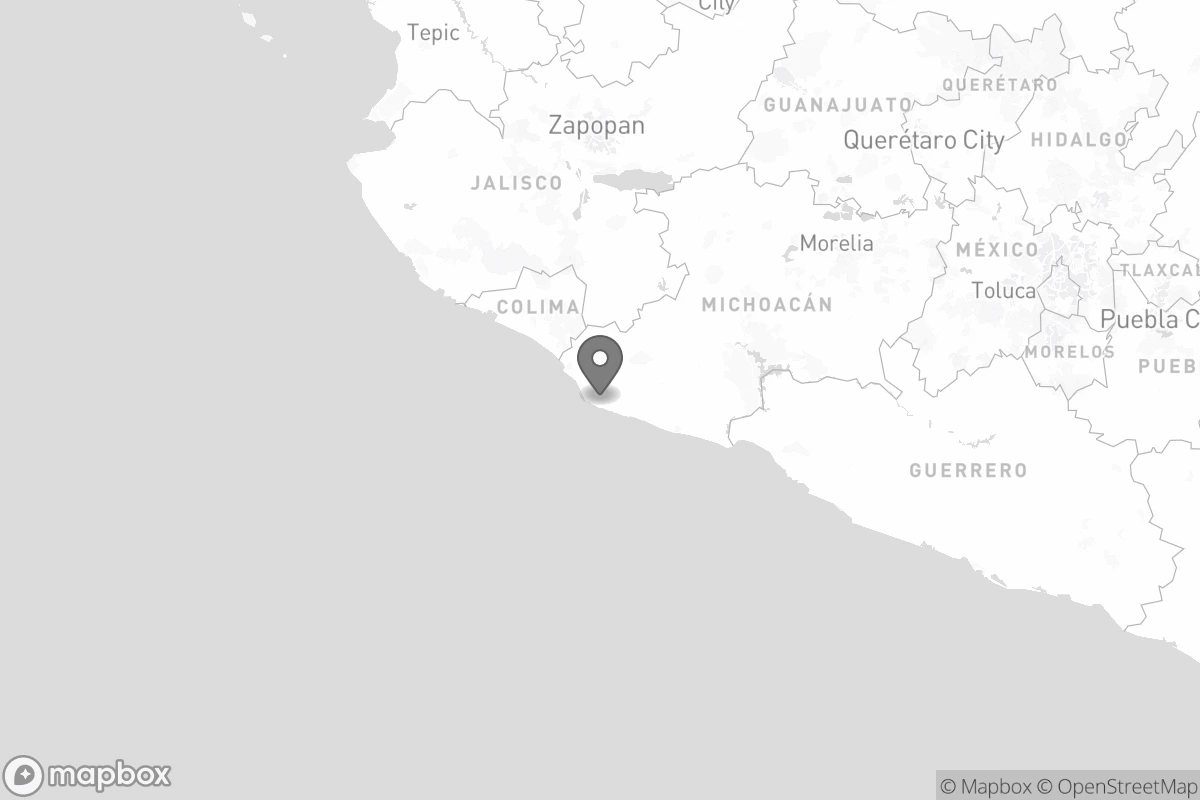 City
Tepic
QUERÉTARO
GUANAJUATO
Zapopan
Querétaro City
HIDALGO
JALISCO
Morelia
MÉXICO
TLAXCAL
Toluca
COLIMA
MICHOACÁN
Puebla C
MORELOS
PUEB
GUERRERO
mapbox
© Mapbox © OpenStreetMap